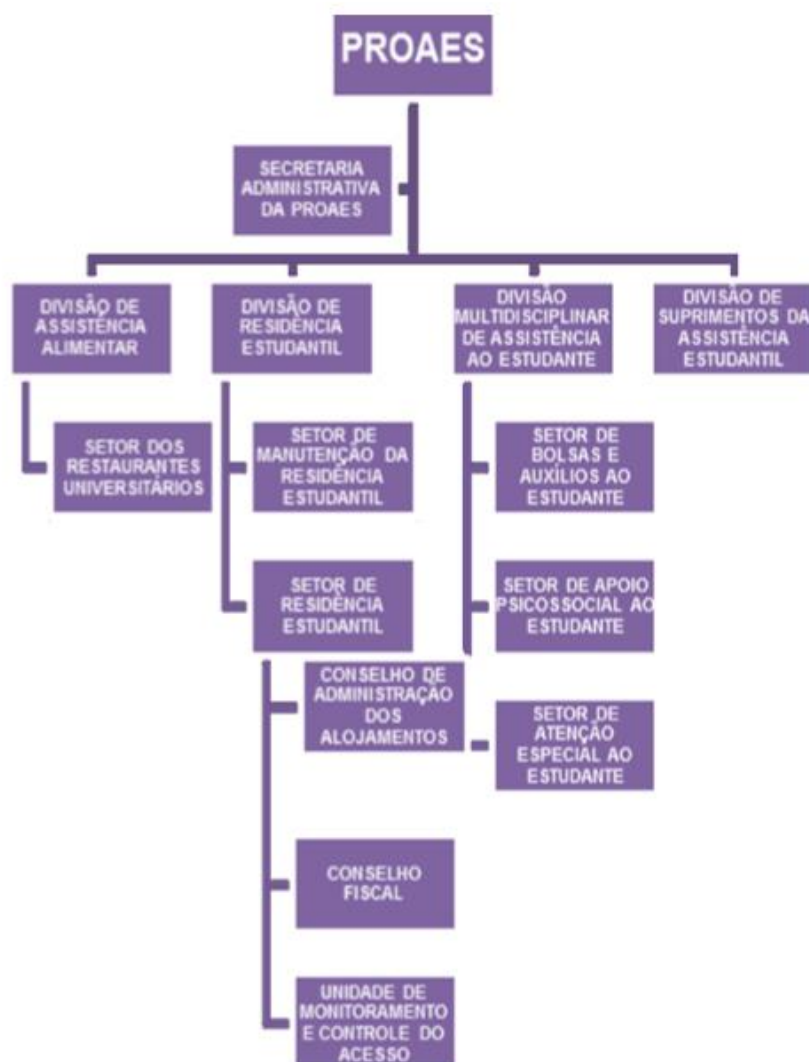 PROAES
SECRETARIA
ADMINISTRATIVA
DA PROAES
DIVISÃO DE
ASSISTÊNCIA
ALIMENTAR
DIVISÃO DE
RESIDÊNCIA
ESTUDANTIL
DIVISÃO
MULTIDISCIPLINAR
DE ASSISTÊNCIA
AO ESTUDANTE
DIVISÃO DE
SUPRIMENTOS DA
ASSISTÊNCIA
ESTUDANTIL
SETOR DOS
RESTAURANTES
UNIVERSITÁRIOS
SETOR DE
MANUTENÇÃO DA
RESIDÊNCIA
ESTUDANTIL
SETOR DE
BOLSAS E
AUXÍLIOS AO
ESTUDANTE
SETOR DE
RESIDÊNCIA
ESTUDANTIL
SETOR DE APOIO
PSICOSSOCIAL AO
ESTUDANTE
CONSELHO DE
ADMINISTRAÇÃO
DOS
ALOJAMENTOS
SETOR DE
ATENÇÃO
ESPECIAL AO
ESTUDANTE
CONSELHO
FISCAL
UNIDADE DE
MONITORAMENTO
E CONTROLE DO
ACESSO